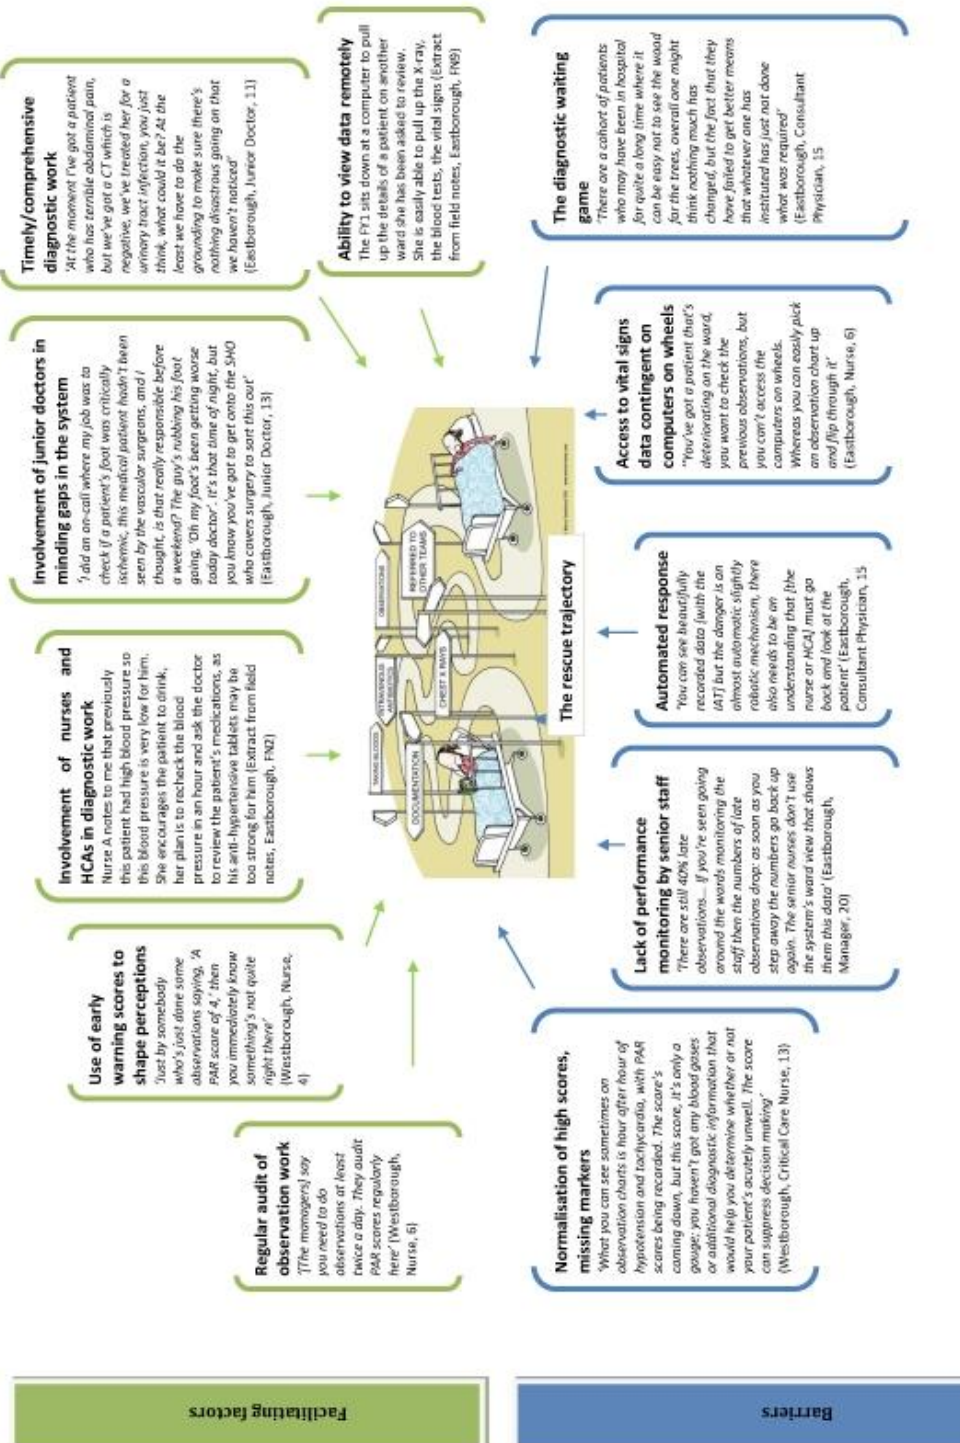 Facilitating factors
Regular audit of
observation work
'[The managers] say
you need to do
observations at least
twice a day. They audit
PAR scores regularly
here' (Westborough,
Nurse, 6)
Use of early
warning scores to
shape perceptions
'Just by somebody
who's just done some
observations saying, 'A
PAR score of 4,' then
you immediately know
something's not quite
right there'
(Westborough, Nurse,
4)
Involvement of nurses and
HCAs in diagnostic work
Nurse A notes to me that previously
this patient had high blood pressure so
this blood pressure is very low for him.
She encourages the patient to drink,
her plan is to recheck the blood
pressure in an hour and ask the doctor
to review the patient's medications, as
his anti-hypertensive tablets may be
too strong for him (Extract from field
notes, Eastborough, FN2)
Involvement of junior doctors in
minding gaps in the system
'I did an on-call where my job was to
check if a patient's foot was critically
ischemic, this medical patient hadn't been
seen by the vascular surgeons, and I
thought, is that really responsible before
a weekend? The guy's rubbing his foot
going, 'Oh my foot's been getting worse
today doctor'. It's that time of night, but
you know you've got to get onto the SHO
who covers surgery to sort this out'
(Eastborough, Junior Doctor, 13)
Timely/comprehensive
diagnostic work
'At the moment I've got a patient
who has terrible abdominal pain,
but we've got a CT which is
negative, we've treated her for a
urinary tract infection, you just
think, what could it be? At the
least we have to do the
grounding to make sure there's
nothing disastrous going on that
we haven't noticed'
(Eastborough, Junior Doctor, 11)
Ability to view data remotely
The FY1 sits down at a computer to pull
up the details of a patient on another
ward she has been asked to review.
She is easily able to pull up the X-ray,
the blood tests, the vital signs (Extract
from field notes, Eastborough, FN9)
TAKING BLOODS
DOCUMENTATION
INTRAVENOUS
ANTIBIOTICS
CHEST X RAYS
OBSERVATIONS
REFERRED TO
OTHER TEAMS
The rescue trajectory
Barriers
Normalisation of high scores,
missing markers
'What you can see sometimes on
observation charts is hour after hour of
hypotension and tachycardia, with PAR
scores being recorded. The score's
coming down, but this score, it's only a
gauge; you haven't got any blood gases
or additional diagnostic information that
would help you determine whether or not
your patient's acutely unwell. The score
can suppress decision making'
(Westborough, Critical Care Nurse, 13)
Lack of performance
monitoring by senior staff
'There are still 40% late
observations... If you're seen going
around the wards monitoring the
staff then the numbers of late
observations drop: as soon as you
step away the numbers go back up
again. The senior nurses don't use
the system's ward view that shows
them this data' (Eastborough,
Manager, 20)
Automated response
'You can see beautifully
recorded data [with the
IAT] but the danger is an
almost automatic slightly
robotic mechanism, there
also needs to be an
understanding that [the
nurse or HCA] must go
back and look at the
patient' (Eastborough,
Consultant Physician, 15
Access to vital signs
data contingent on
computers on wheels
''You've got a patient that's
deteriorating on the ward,
you want to check the
previous observations, but
you can't access the
computers on wheels.
Whereas you can easily pick
an observation chart up
and flip through it'
(Eastborough, Nurse, 6)
The diagnostic waiting
game
'There are a cohort of patients
who may have been in hospital
for quite a long time where it
can be easy not to see the wood
for the trees, overall one might
think nothing much has
changed, but the fact that they
have failed to get better means
that whatever one has
instituted has just not done
what was required'
(Eastborough, Consultant
Physician, 15